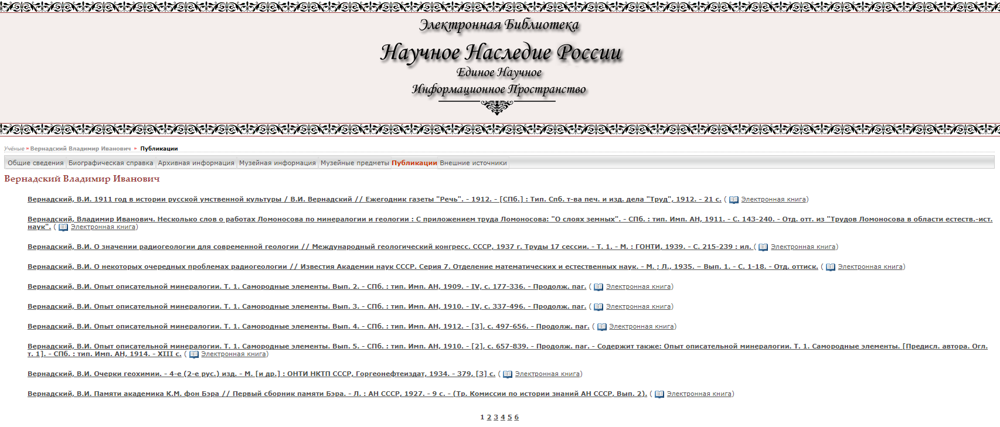 Электронная Библиотека
Научное Наследие России
Единое Научное
Информационное Пространство
Учёные » Вернадский Владимир Иванович » Публикации
Общие сведения Биографическая справка Архивная информация Музейная информация Музейные предметы Публикации Внешние источники
Вернадский Владимир Иванович
Вернадский, В.И. 1911 год в истории русской умственной культуры / В.И. Вернадский // Ежегодник газеты "Речь". - 1912. - [СПб.] : Тип. Спб. т-ва печ. и изд. дела "Труд", 1912. - 21 с. ( Электронная книга)
Вернадский, Владимир Иванович. Несколько слов о работах Ломоносова по минералогии и геологии : С приложением труда Ломоносова: "О слоях земных". - СПб. : тип. Имп. АН, 1911. - С. 143-240. - Отд. отт. из "Трудов Ломоносова в области естеств.-ист.
наук". ( Электронная книга)
Вернадский, В.И. О значении радиогеологии для современной геологии // Международный геологический конгресс. СССР, 1937 г. Труды 17 сессии. - Т. 1. - М. : ГОНТИ, 1939. - С. 215-239 : ил. ( Электронная книга)
Вернадский, В.И. О некоторых очередных проблемах радиогеологии // Известия Академии наук СССР. Серия 7. Отделение математических и естественных наук. - М. ; Л., 1935. – Вып. 1. - С. 1-18. - Отд. оттиск. ( Электронная книга)
Вернадский, В.И. Опыт описательной минералогии. Т. 1. Самородные элементы. Вып. 2. - СПб. : тип. Имп. АН, 1909. - IV, с. 177-336. - Продолж. паг. ( Электронная книга)
Вернадский, В.И. Опыт описательной минералогии. Т. 1. Самородные элементы. Вып. 3. - СПб. : тип. Имп. АН, 1910. - IV, с. 337-496. - Продолж. паг. ( Электронная книга)
Вернадский, В.И. Опыт описательной минералогии. Т. 1. Самородные элементы. Вып. 4. - СПб. : тип. Имп. АН, 1912. - [3], с. 497-656. - Продолж. паг. ( Электронная книга)
Вернадский, В.И. Опыт описательной минералогии. Т. 1. Самородные элементы. Вып. 5. - СПб. : тип. Имп. АН, 1910. - [2], с. 657-839. - Продолж. паг. - Содержит также: Опыт описательной минералогии. Т. 1. Самородные элементы. [Предисл. автора. Огл.
т. 1]. - СПб. : тип. Имп. АН, 1914. - XIII с. ( Электронная книга)
Вернадский, В.И. Очерки геохимии. - 4-е (2-е рус.) изд. - М. [и др.] : ОНТИ НКТП СССР, Горгеонефтеиздат, 1934. - 379, [3] с. ( Электронная книга)
Вернадский, В.И. Памяти академика К.М. фон Бэра // Первый сборник памяти Бэра. - Л. : АН СССР, 1927. - 9 с. - (Тр. Комиссии по истории знаний АН СССР, Вып. 2). ( Электронная книга)
1 2 3 4 5 6